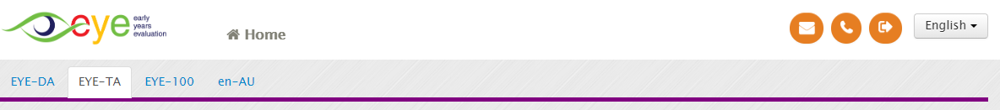 eye early years evaluation
Home
English
EYE-DA EYE-TA EYE-100 en-AU